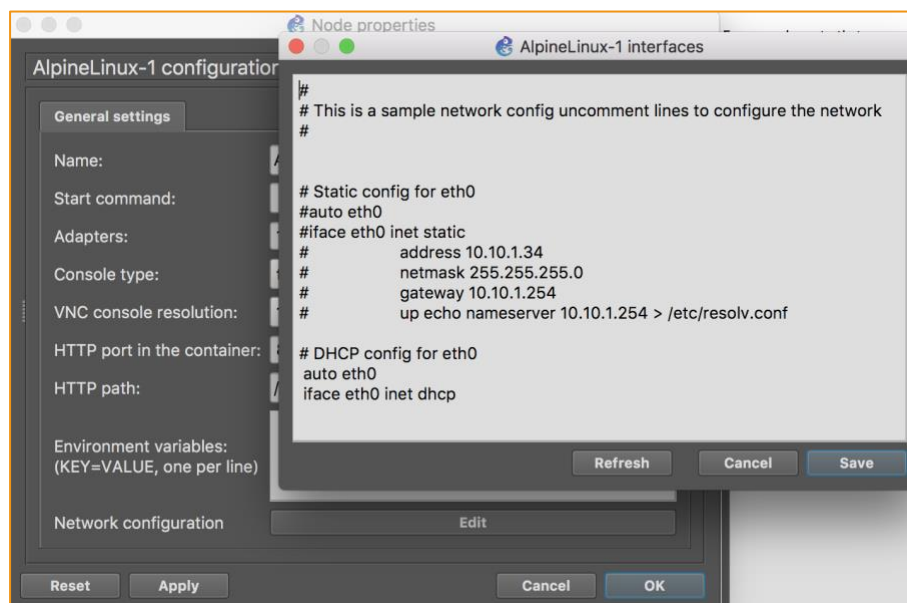 Node properties
AlpineLinux-1 interfaces
AlpineLinux-1 configuration
General settings
Name:
Start command:
Adapters:
Console type:
VNC console resolution:
HTTP port in the container:
HTTP path:
/
Environment variables:
(KEY=VALUE, one per line)
Network configuration
Edit
Reset
Apply
Cancel
OK
#
# This is a sample network config uncomment lines to configure the network
#
# Static config for eth0
#auto eth0
#iface eth0 inet static
# address 10.10.1.34
# netmask 255.255.255.0
# gateway 10.10.1.254
# up echo nameserver 10.10.1.254 > /etc/resolv.conf
# DHCP config for eth0
auto eth0
iface eth0 inet dhcp
Refresh
Cancel
Save